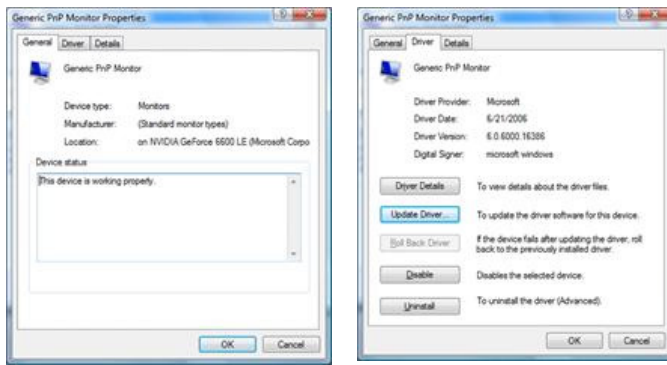 Generic PnP Monitor Properties
General Driver Details
Generic PnP Monitor
Device type: Monitors
Manufacturer: (Standard monitor types)
Location: on NVIDIA GeForce 6600 LE (Microsoft Corpo
Device status
This device is working properly.
OK Cancel
Generic PnP Monitor Properties
General Driver Details
Generic PnP Monitor
Driver Provider: Microsoft
Driver Date: 6/21/2006
Driver Version: 6.0.6000.16386
Digital Signer: microsoft windows
Driver Details To view details about the driver files.
Update Driver... To update the driver software for this device.
Roll Back Driver If the device fails after updating the driver, roll
back to the previously installed driver.
Disable Disables the selected device.
Uninstall To uninstall the driver (Advanced).
OK Cancel